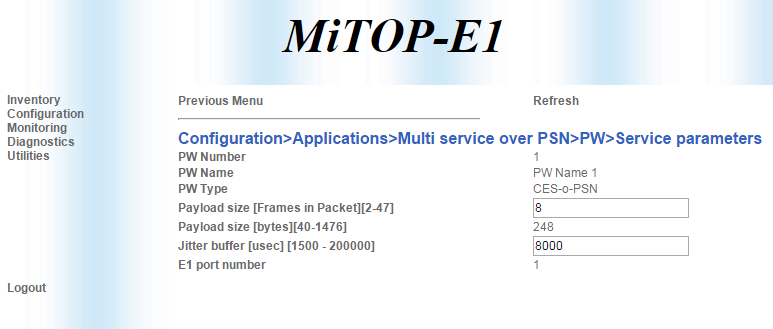 MiTOP-E1
Inventory
Configuration
Monitoring
Diagnostics
Utilities
Logout
Previous Menu Refresh
Configuration>Applications>Multi service over PSN>PW>Service parameters
PW Number 1
PW Name PW Name 1
PW Type CES-o-PSN
Payload size [Frames in Packet][2-47] 8
Payload size [bytes][40-1476] 248
Jitter buffer [usec] [1500 - 200000] 8000
E1 port number 1